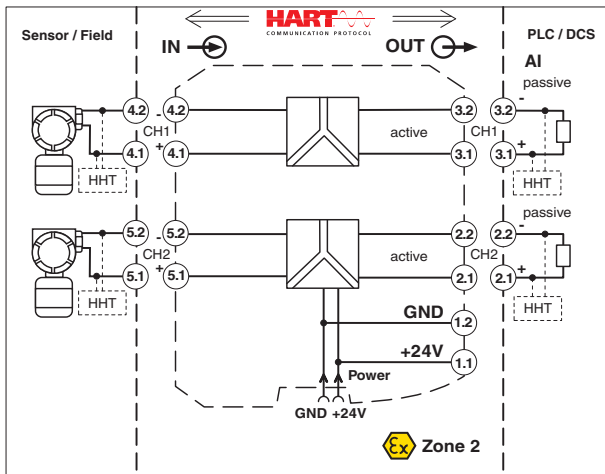 HART
COMMUNICATION PROTOCOL
Sensor / Field
IN
OUT
PLC / DCS
AI
passive
4.2
-
4.2
CH1
+
4.1
4.1
HHT
active
3.2
CH1
3.1
3.2
-
3.1
+
HHT
passive
5.2
-
5.2
CH2
+
5.1
5.1
HHT
active
2.2
CH2
2.1
2.2
-
2.1
+
HHT
GND
1.2
+24V
1.1
Power
GND +24V
Ex Zone 2